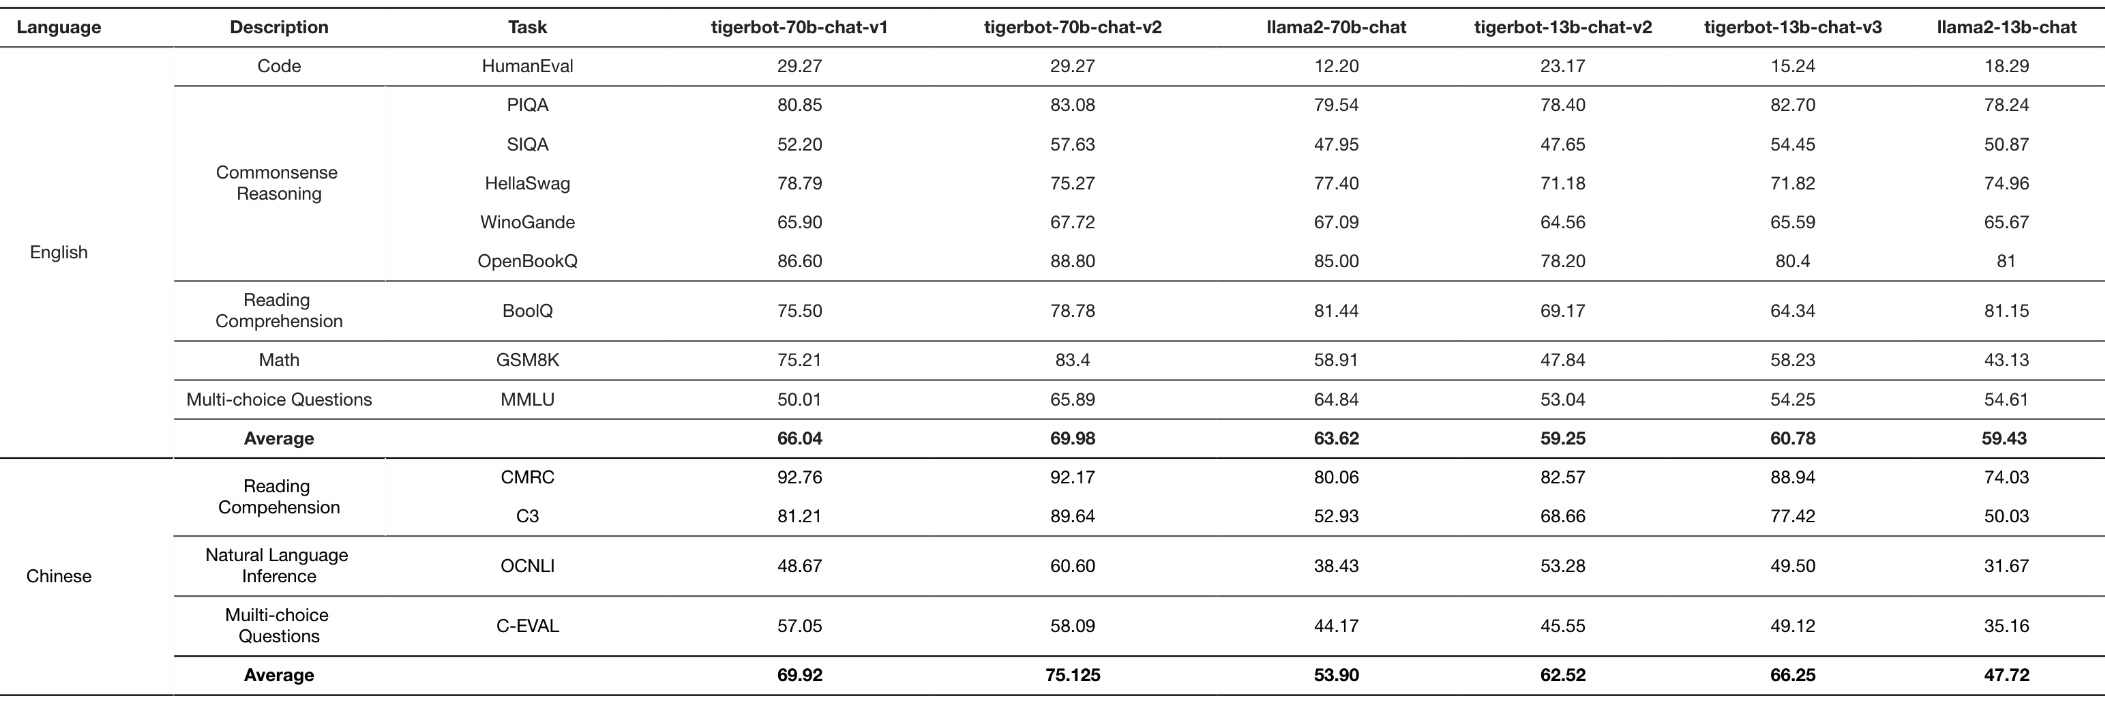 Language Description Task tigerbot-70b-chat-v1 tigerbot-70b-chat-v2 llama2-70b-chat tigerbot-13b-chat-v2 tigerbot-13b-chat-v3 llama2-13b-chat
English
Code HumanEval 29.27 29.27 12.20 23.17 15.24 18.29
Commonsense
Reasoning
PIQA 80.85 83.08 79.54 78.40 82.70 78.24
SIQA 52.20 57.63 47.95 47.65 54.45 50.87
HellaSwag 78.79 75.27 77.40 71.18 71.82 74.96
WinoGande 65.90 67.72 67.09 64.56 65.59 65.67
OpenBookQ 86.60 88.80 85.00 78.20 80.4 81
Reading
Comprehension
BoolQ 75.50 78.78 81.44 69.17 64.34 81.15
Math GSM8K 75.21 83.4 58.91 47.84 58.23 43.13
Multi-choice Questions MMLU 50.01 65.89 64.84 53.04 54.25 54.61
Average 66.04 69.98 63.62 59.25 60.78 59.43
Chinese
Reading
Compehension
CMRC 92.76 92.17 80.06 82.57 88.94 74.03
C3 81.21 89.64 52.93 68.66 77.42 50.03
Natural Language
Inference
OCNLI 48.67 60.60 38.43 53.28 49.50 31.67
Muilti-choice
Questions
C-EVAL 57.05 58.09 44.17 45.55 49.12 35.16
Average 69.92 75.125 53.90 62.52 66.25 47.72